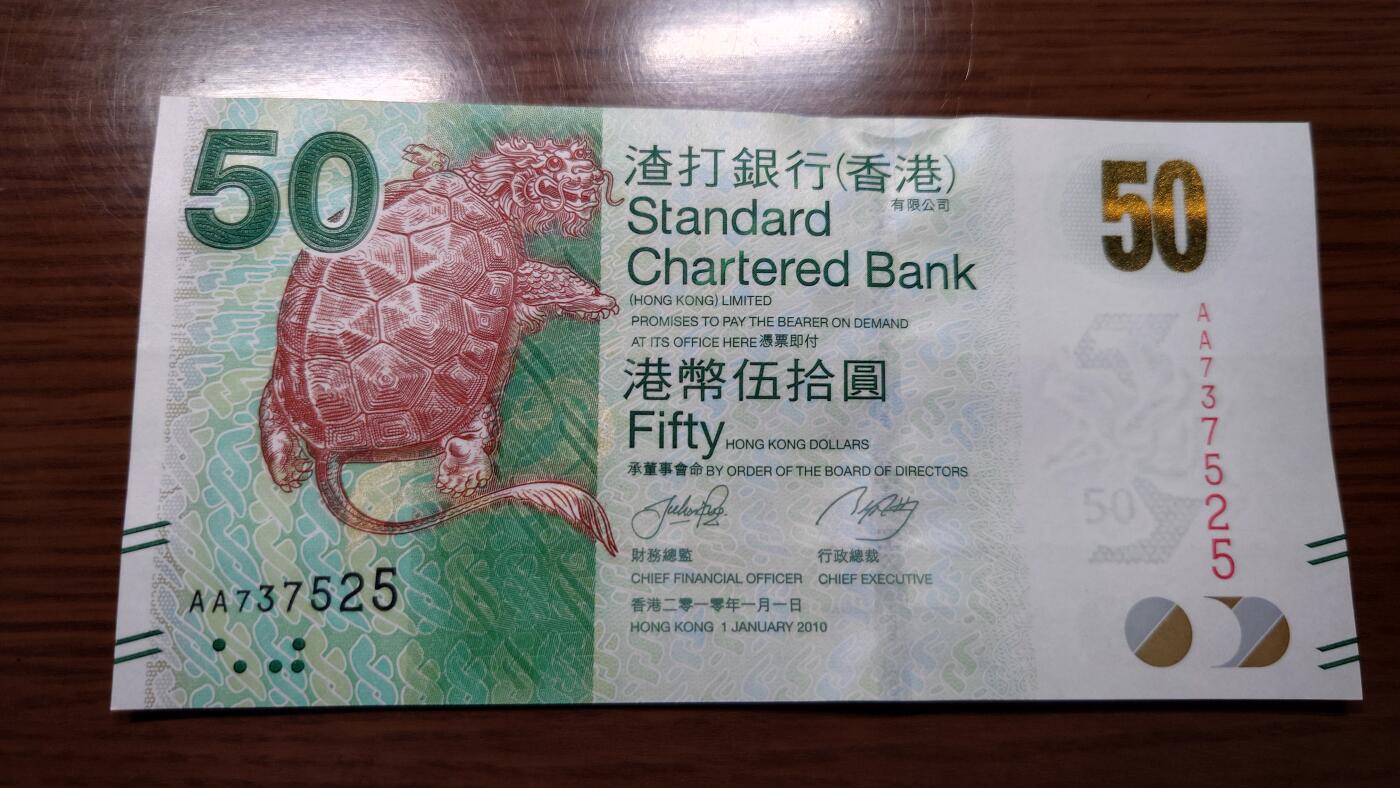 50
渣打銀行(香港)
有限公司
Standard
Chartered Bank
(HONG KONG) LIMITED
PROMISES TO PAY THE BEARER ON DEMAND
AT ITS OFFICE HERE 憑票即付
港幣伍拾圓
Fifty HONG KONG DOLLARS
承董事會命 BY ORDER OF THE BOARD OF DIRECTORS
財務總監 行政總裁
CHIEF FINANCIAL OFFICER CHIEF EXECUTIVE
香港二零一零年一月一日
HONG KONG 1 JANUARY 2010
AA737525
50
AA737525
50